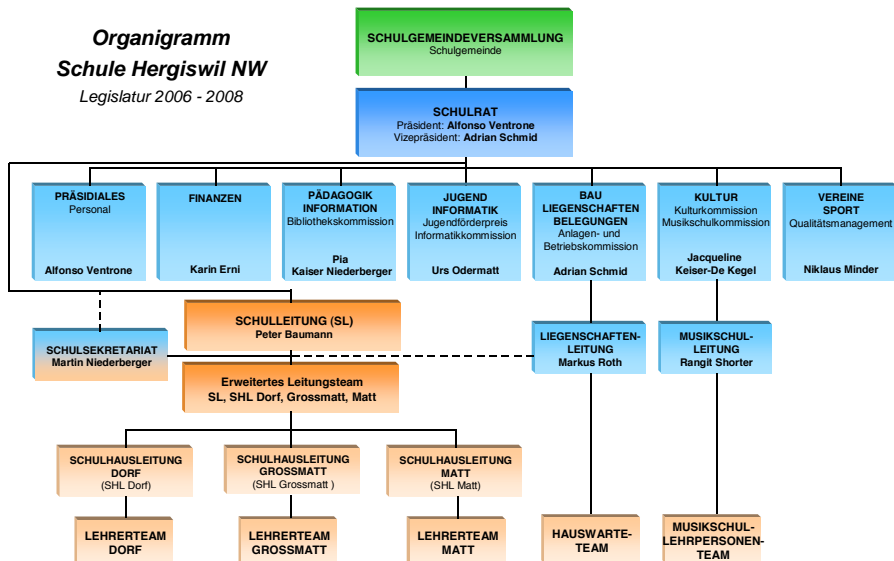 Organigramm
Schule Hergiswil NW
Legislatur 2006 - 2008
SCHULGEMEINDEVERSAMMLUNG
Schulgemeinde
SCHULRAT
Präsident: Alfonso Ventrone
Vizepräsident: Adrian Schmid
PRÄSIDIALES
Personal
Alfonso Ventrone
FINANZEN
Karin Erni
PÄDAGOGIK
INFORMATION
Bibliothekskommission
Pia
Kaiser Niederberger
JUGEND
INFORMATIK
Jugendförderpreis
Informatikkommission
Urs Odermatt
BAU
LIEGENSCHAFTEN
BELEGUNGEN
Anlagen- und
Betriebskommission
Adrian Schmid
KULTUR
Kulturkommission
Musikschulkommission
Jacqueline
Keiser-De Kegel
VEREINE
SPORT
Qualitätsmanagement
Niklaus Minder
SCHULLEITUNG (SL)
Peter Baumann
SCHULSEKRETARIAT
Martin Niederberger
LIEGENSCHAFTEN-
LEITUNG
Markus Roth
MUSIKSCHUL-
LEITUNG
Rangit Shorter
Erweitertes Leitungsteam
SL, SHL Dorf, Grossmatt, Matt
SCHULHAUSLEITUNG
DORF
(SHL Dorf)
SCHULHAUSLEITUNG
GROSSMATT
(SHL Grossmatt )
SCHULHAUSLEITUNG
MATT
(SHL Matt)
LEHRERTEAM
DORF
LEHRERTEAM
GROSSMATT
LEHRERTEAM
MATT
HAUSWARTE-
TEAM
MUSIKSCHUL-
LEHRPERSONEN-
TEAM